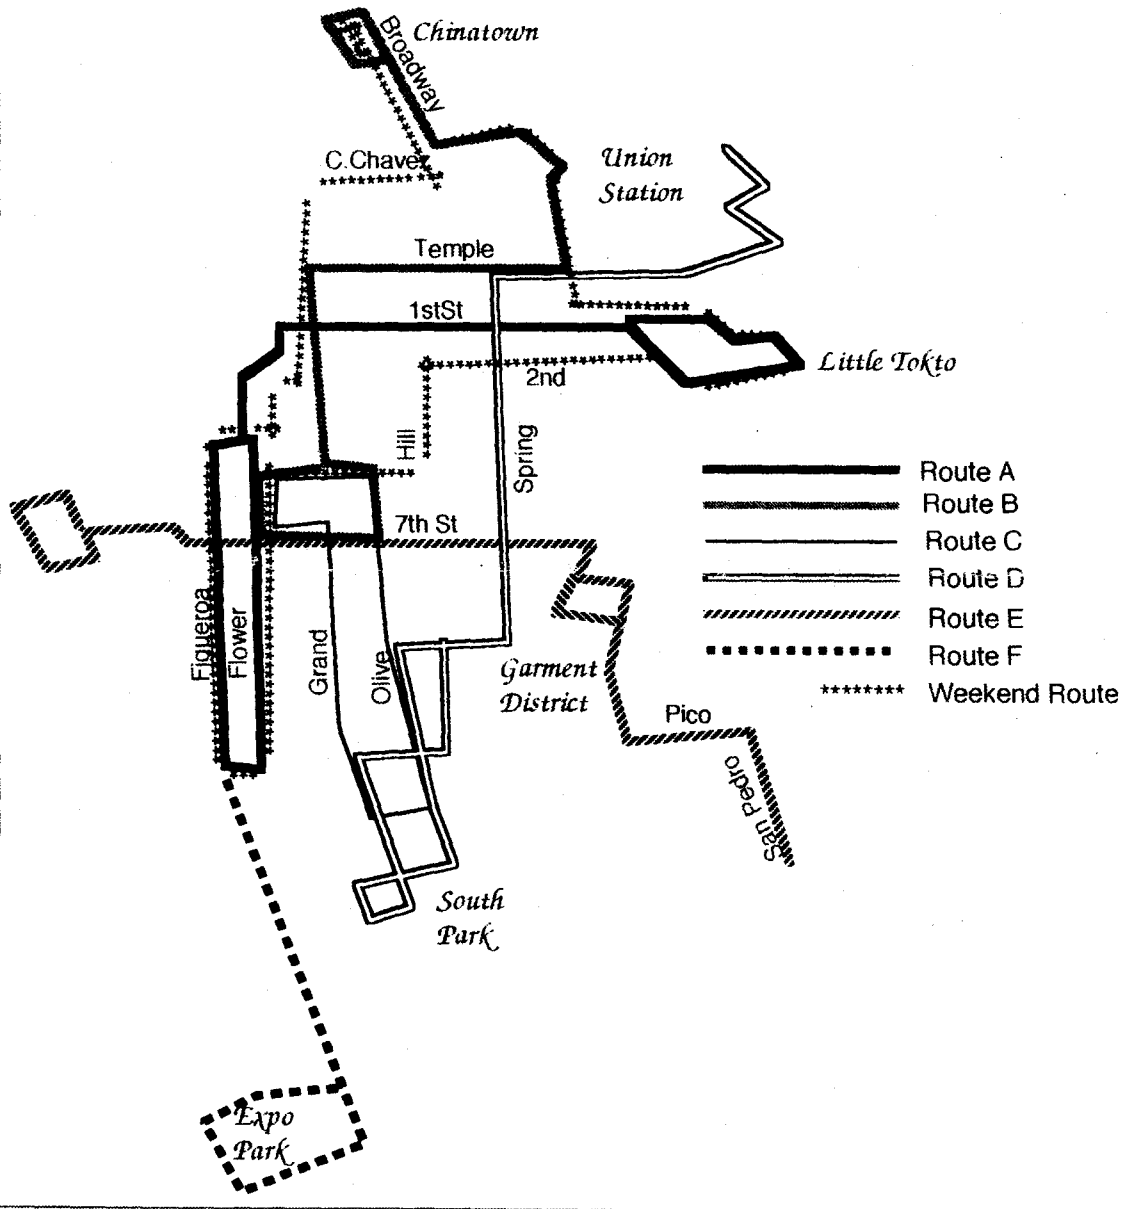 Broadway
Chinatown
C.Chavez
Union
Station
Temple
1stSt
2nd
Little Tokto
Hill
Spring
7th St
Figueroa
Flower
Grand
Olive
Garment
District
Pico
San Pedro
South
Park
Expo
Park
Route A
Route B
Route C
Route D
Route E
Route F
Weekend Route